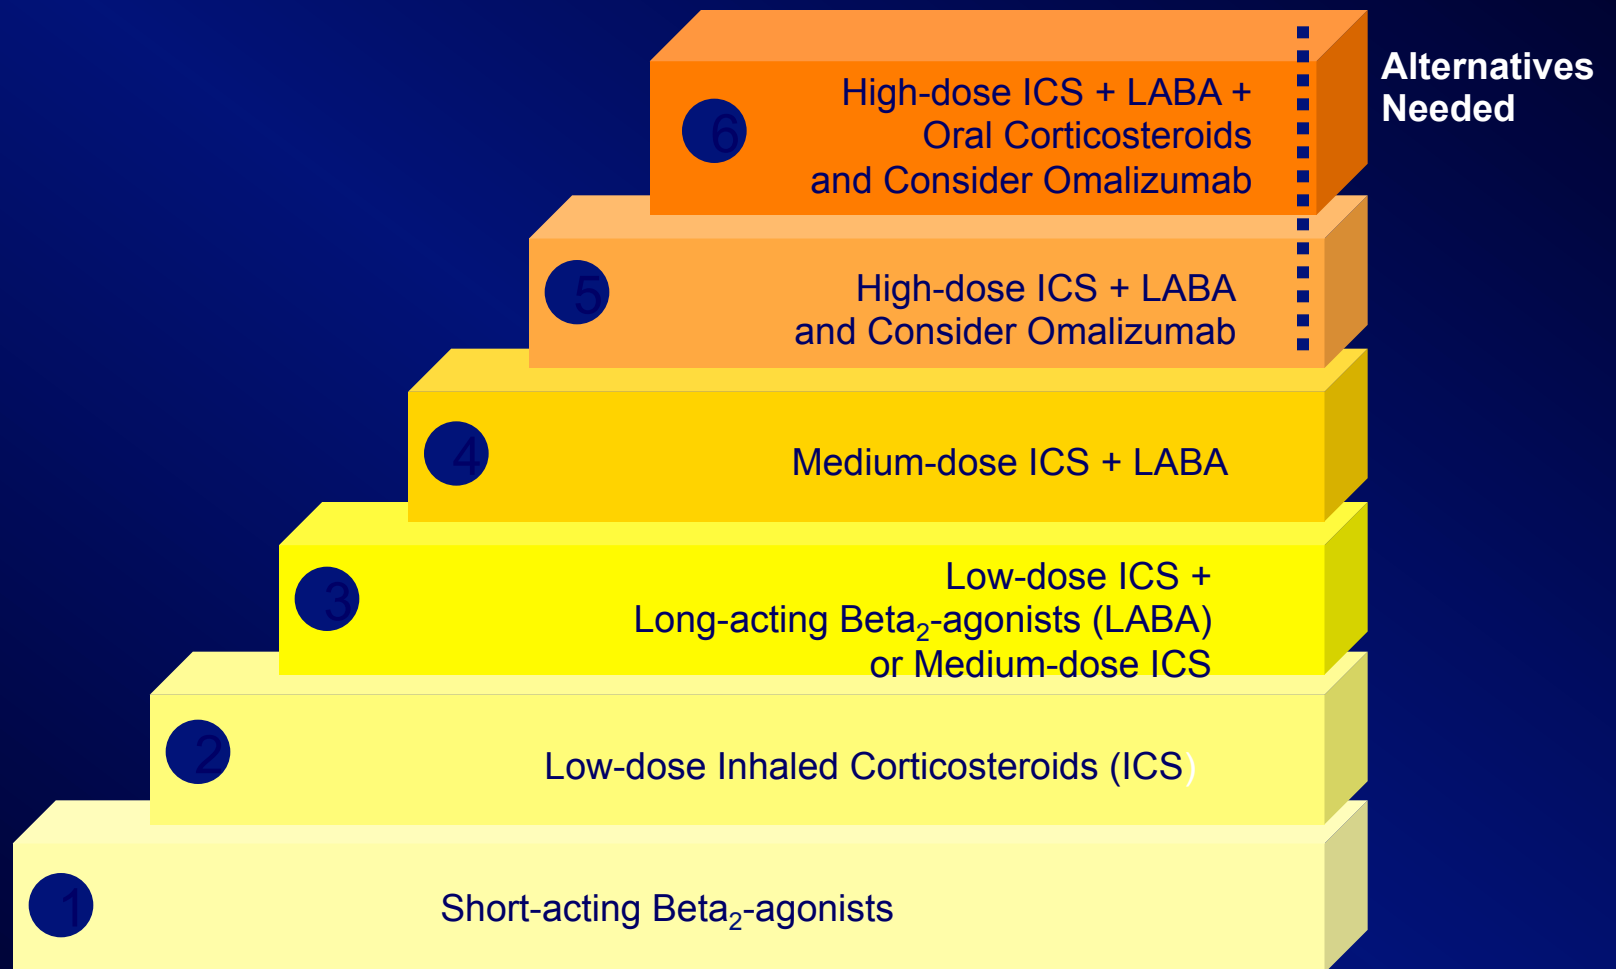 Alternatives
Needed
6
High-dose ICS + LABA +
Oral Corticosteroids
and Consider Omalizumab
5
High-dose ICS + LABA
and Consider Omalizumab
4
Medium-dose ICS + LABA
3
Low-dose ICS +
Long-acting Beta₂-agonists (LABA)
or Medium-dose ICS
2
Low-dose Inhaled Corticosteroids (ICS)
1
Short-acting Beta₂-agonists